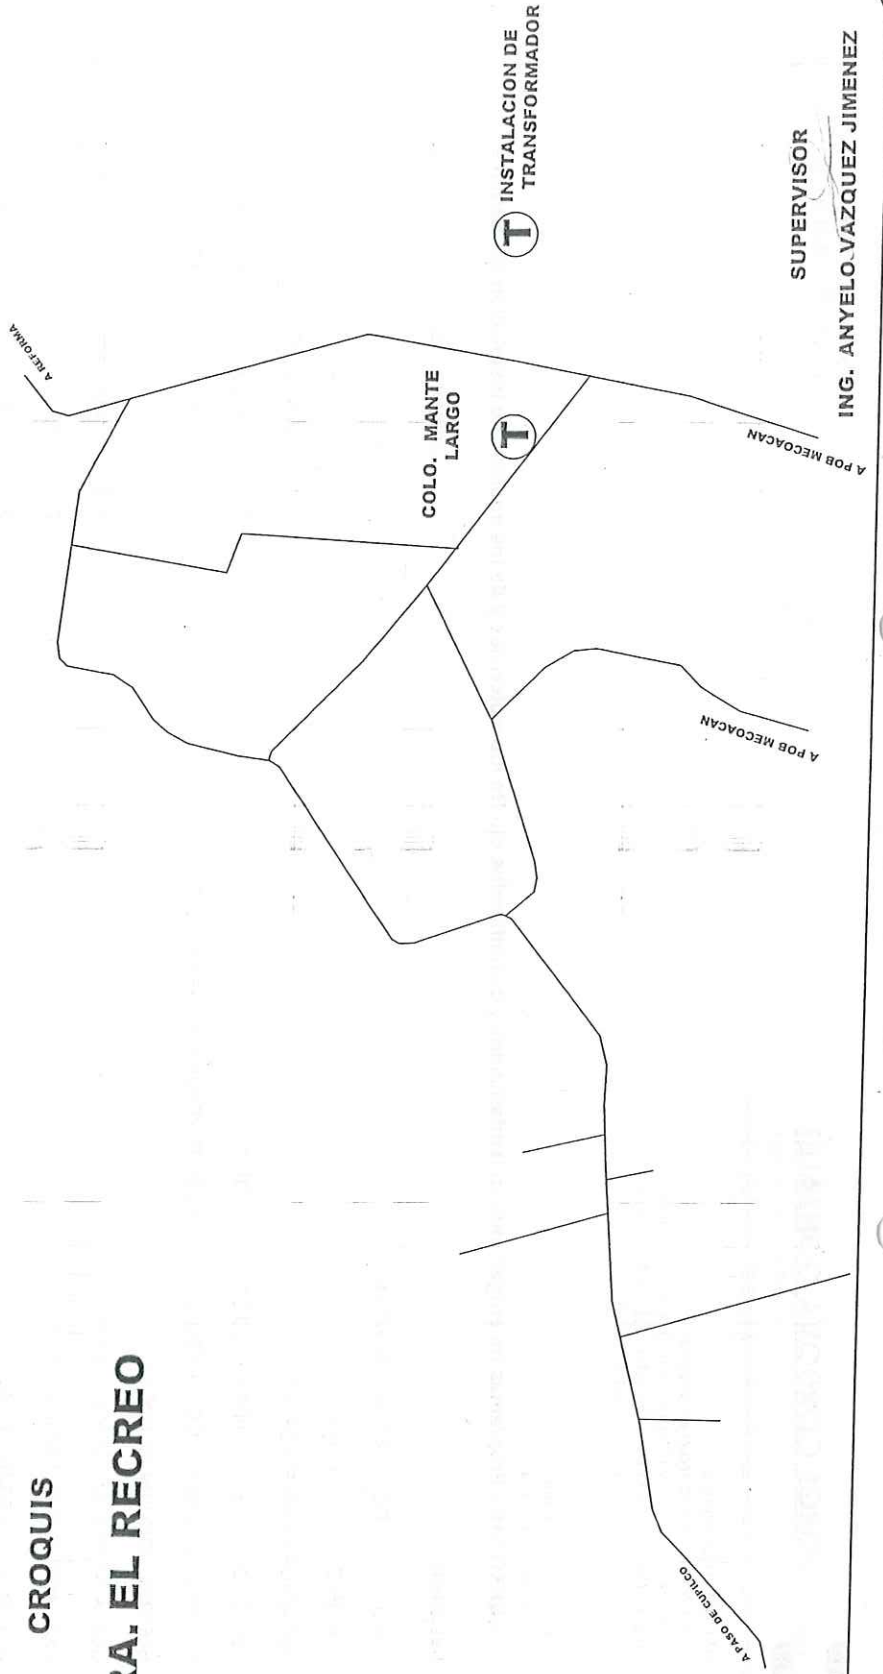 CROQUIS
RA. EL RECREO
A REFORMA
COLO. MANTE
LARGO
T
T
INSTALACION DE
TRANSFORMADOR
A POB MECOACAN
A POB MECOACAN
A PASO DE CUPILCO
SUPERVISOR
ING. ANYELO VAZQUEZ JIMENEZ